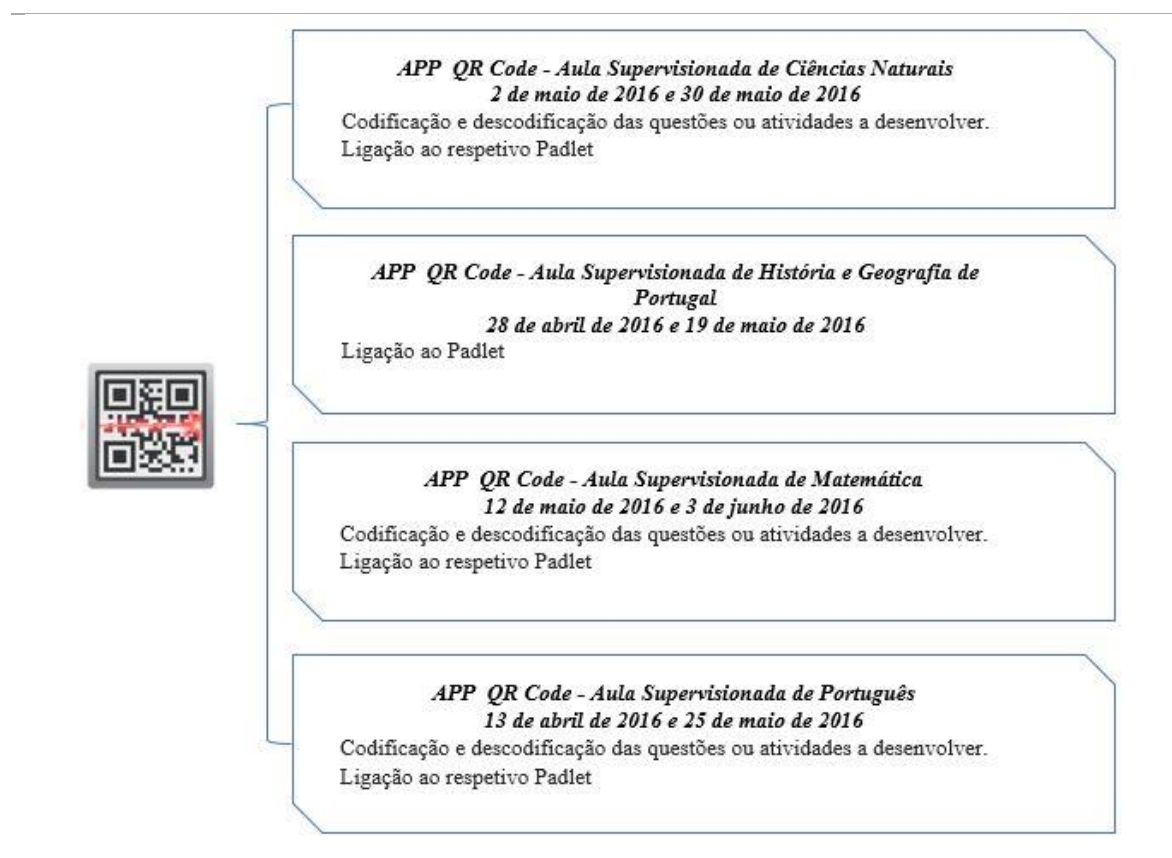 APP QR Code - Aula Supervisionada de Ciências Naturais
2 de maio de 2016 e 30 de maio de 2016
Codificação e descodificação das questões ou atividades a desenvolver.
Ligação ao respetivo Padlet
APP QR Code - Aula Supervisionada de História e Geografia de
Portugal
28 de abril de 2016 e 19 de maio de 2016
Ligação ao Padlet
APP QR Code - Aula Supervisionada de Matemática
12 de maio de 2016 e 3 de junho de 2016
Codificação e descodificação das questões ou atividades a desenvolver.
Ligação ao respetivo Padlet
APP QR Code - Aula Supervisionada de Português
13 de abril de 2016 e 25 de maio de 2016
Codificação e descodificação das questões ou atividades a desenvolver.
Ligação ao respetivo Padlet